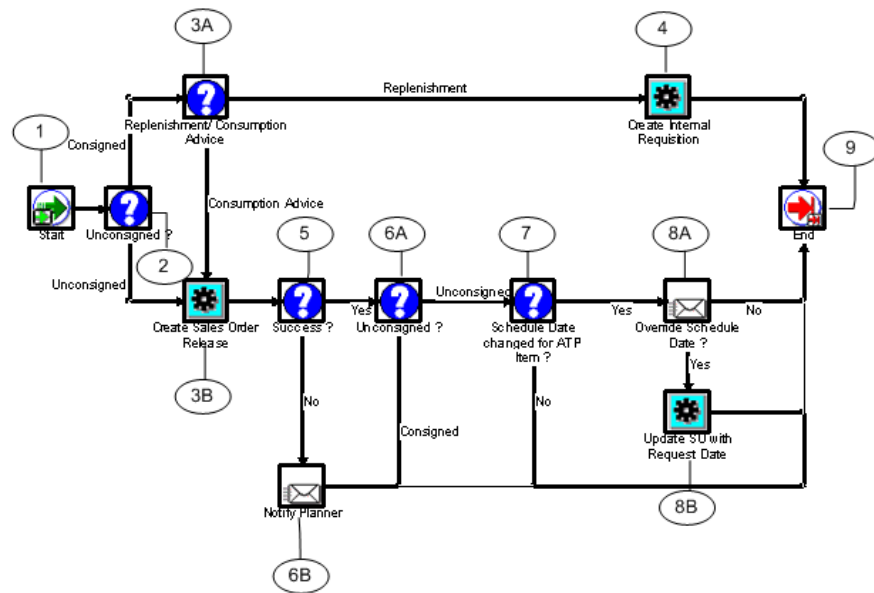 3A
4
Replenishment
Replenishment/ Consumption
Advice
Create Internal
Requisition
1
Consigned
9
Start
Unconsigned ?
Consumption Advice
End
2
5
6A
7
8A
Unconsigned
Create Sales Order
Release
Success ?
Yes
Unconsigned ?
Unconsigned
Schedule Date
changed for ATP
Item ?
Yes
Override Schedule
Date ?
No
Yes
3B
No
Consigned
No
Update SO with
Request Date
Notify Planner
8B
6B